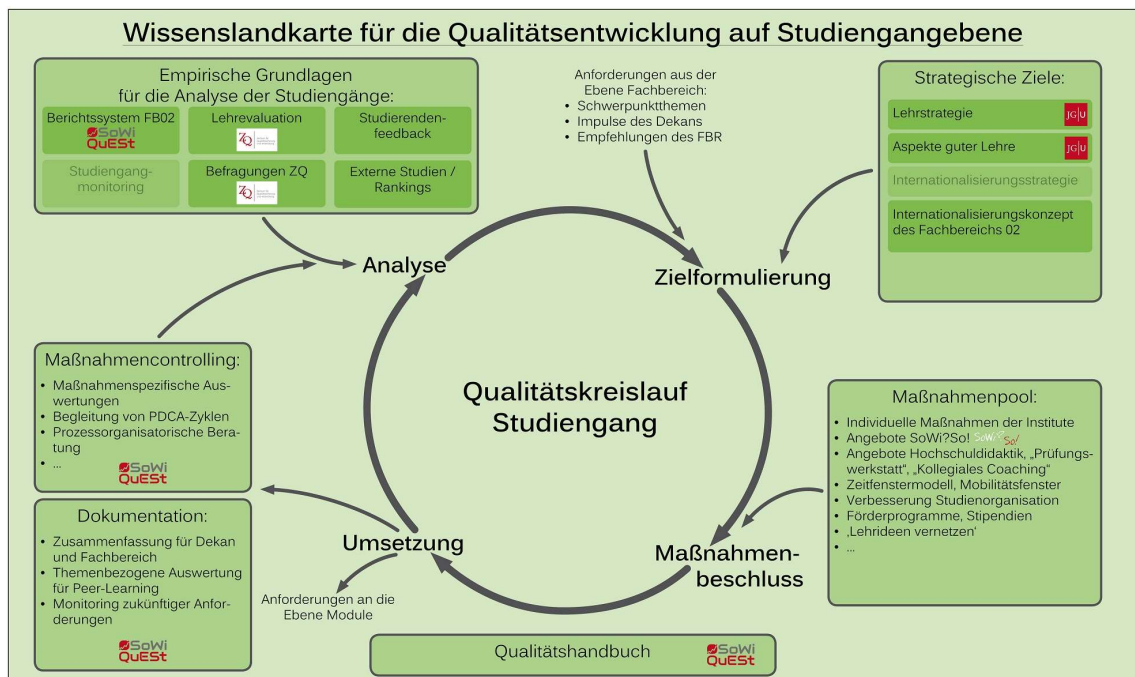 Wissenslandkarte für die Qualitätsentwicklung auf Studiengangebene
Empirische Grundlagen
für die Analyse der Studiengänge:
Berichtssystem FB02
SoWi
QuESt
Lehrevaluation
ZQ
Studierenden-
feedback
Studiengang-
monitoring
Befragungen ZQ
ZQ
Externe Studien /
Rankings
Anforderungen aus der
Ebene Fachbereich:
• Schwerpunktthemen
• Impulse des Dekans
• Empfehlungen des FBR
Strategische Ziele:
Lehrstrategie
JG|U
Aspekte guter Lehre
JG|U
Internationalisierungsstrategie
Internationalisierungskonzept
des Fachbereichs 02
Analyse
Zielformulierung
Qualitätskreislauf
Studiengang
Maßnahmencontrolling:
• Maßnahmenspezifische Aus-
wertungen
• Begleitung von PDCA-Zyklen
• Prozessorganisatorische Bera-
tung
• ...
SoWi
QuESt
Maßnahmenpool:
• Individuelle Maßnahmen der Institute
• Angebote SoWi?So! SoWi? So!
• Angebote Hochschuldidaktik, „Prüfungs-
werkstatt“, „Kollegiales Coaching“
• Zeitfenstermodell, Mobilitätsfenster
• Verbesserung Studienorganisation
• Förderprogramme, Stipendien
• ‚Lehrideen vernetzen‘
• ...
Dokumentation:
• Zusammenfassung für Dekan
und Fachbereich
• Themenbezogene Auswertung
für Peer-Learning
• Monitoring zukünftiger Anfor-
derungen
SoWi
QuESt
Umsetzung
Maßnahmen-
beschluss
Anforderungen an die
Ebene Module
Qualitätshandbuch
SoWi
QuESt